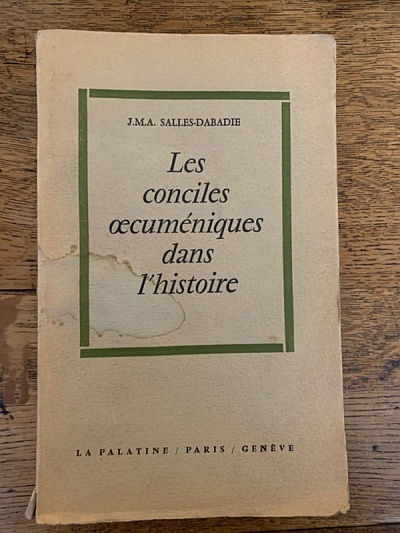 J.M.A. SALLES-DABADIE
Les
conciles
œcuméniques
dans
l'histoire
LA PALATINE / PARIS / GENÈVE